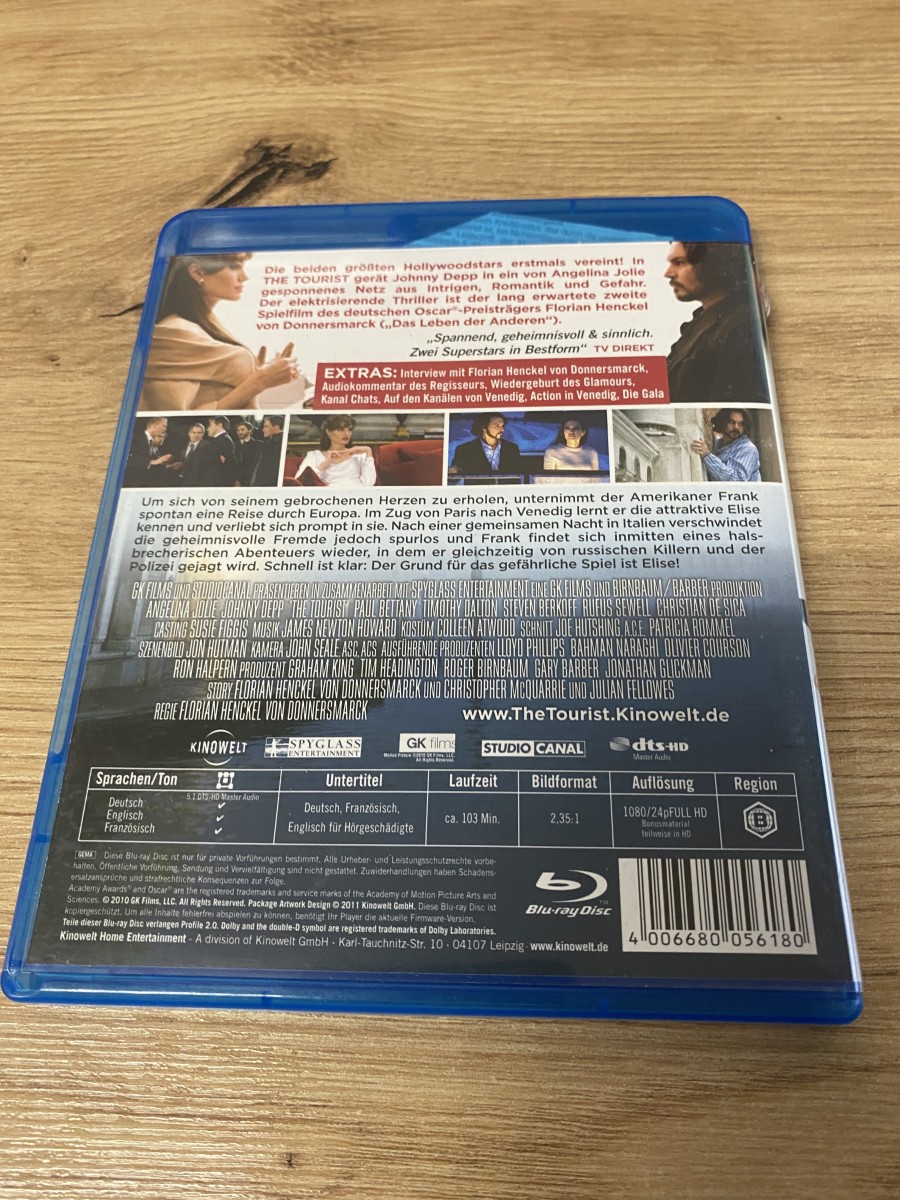 Die beiden größten Hollywoodstars erstmals vereint! In
THE TOURIST gerät Johnny Depp in ein von Angelina Jolie
gesponnenes Netz aus Intrigen, Romantik und Gefahr.
Der elektrisierende Thriller ist der lang erwartete zweite
Spielfilm des deutschen Oscar®-Preisträgers Florian Henckel
von Donnersmarck („Das Leben der Anderen“).
„Spannend, geheimnisvoll & sinnlich.
Zwei Superstars in Bestform“ TV DIREKT
EXTRAS: Interview mit Florian Henckel von Donnersmarck,
Audiokommentar des Regisseurs, Wiedergeburt des Glamours,
Kanal Chats, Auf den Kanälen von Venedig, Action in Venedig, Die Gala
Um sich von seinem gebrochenen Herzen zu erholen, unternimmt der Amerikaner Frank
spontan eine Reise durch Europa. Im Zug von Paris nach Venedig lernt er die attraktive Elise
kennen und verliebt sich prompt in sie. Nach einer gemeinsamen Nacht in Italien verschwindet
die geheimnisvolle Fremde jedoch spurlos und Frank findet sich inmitten eines hals-
brecherischen Abenteuers wieder, in dem er gleichzeitig von russischen Killern und der
Polizei gejagt wird. Schnell ist klar: Der Grund für das gefährliche Spiel ist Elise!
GK FILMS UND STUDIOCANAL PRÄSENTIEREN IN ZUSAMMENARBEIT MIT SPYGLASS ENTERTAINMENT EINE GK FILMS UND BIRNBAUM / BARBER PRODUKTION
ANGELINA JOLIE JOHNNY DEPP THE TOURIST PAUL BETTANY TIMOTHY DALTON STEVEN BERKOFF RUFUS SEWELL CHRISTIAN DE SICA
CASTING SUSIE FIGGIS MUSIK JAMES NEWTON HOWARD KOSTÜM COLLEEN ATWOOD SCHNITT JOE HUTSHING A.C.E. PATRICIA ROMMEL
SZENENBILD JON HUTMAN KAMERA JOHN SEALE ASC, ACS AUSFÜHRENDE PRODUZENTEN LLOYD PHILLIPS BAHMAN NARAGHI OLIVIER COURSON
RON HALPERN PRODUZENT GRAHAM KING TIM HEADINGTON ROGER BIRNBAUM GARY BARBER JONATHAN GLICKMAN
STORY FLORIAN HENCKEL VON DONNERSMARCK UND CHRISTOPHER McQUARRIE UND JULIAN FELLOWES
REGIE FLORIAN HENCKEL VON DONNERSMARCK www.TheTourist.Kinowelt.de
KINOWELT SPYGLASS ENTERTAINMENT GK films STUDIO CANAL dts-HD
Motion Picture ©2010 GK Films, LLC. All Rights Reserved. Master Audio
Sprachen/Ton Untertitel Laufzeit Bildformat Auflösung Region
5.1 DTS-HD Master Audio
Deutsch ✓ Deutsch, Französisch, ca. 103 Min. 2,35:1 1080/24pFULL HD B
Englisch ✓ Englisch für Hörgeschädigte Bonusmaterial
Französisch ✓ teilweise in HD
GEMA Diese Blu-ray Disc ist nur für private Vorführungen bestimmt. Alle Urheber- und Leistungsschutzrechte vorbe-
halten. Öffentliche Vorführung, Sendung und Vervielfältigung sind nicht gestattet. Zuwiderhandlungen haben Schadens-
ersatzansprüche und strafrechtliche Konsequenzen zur Folge.
Academy Awards® and Oscar® are the registered trademarks and service marks of the Academy of Motion Picture Arts and
Sciences. © 2010 GK Films, LLC. All Rights Reserved. Package Artwork Design © 2011 Kinowelt GmbH. Diese Blu-ray Disc ist
kopiergeschützt. Um alle Inhalte fehlerfrei abspielen zu können, benötigt Ihr Player die aktuelle Firmware-Version.
Teile dieser Blu-ray Disc verlangen Profile 2.0. Dolby and the double-D symbol are registered trademarks of Dolby Laboratories.
Kinowelt Home Entertainment - A division of Kinowelt GmbH · Karl-Tauchnitz-Str. 10 · 04107 Leipzig · www.kinowelt.de
Blu-ray Disc
4 006680 056180